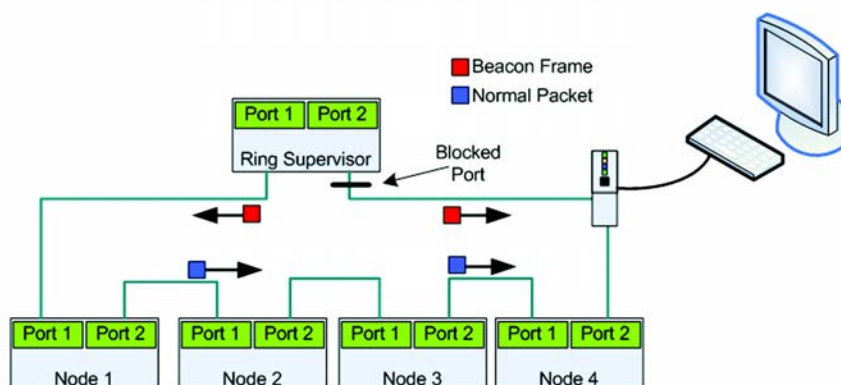 Beacon Frame
Normal Packet
Port 1 Port 2
Ring Supervisor
Blocked
Port
Port 1 Port 2 Port 1 Port 2 Port 1 Port 2 Port 1 Port 2
Node 1 Node 2 Node 3 Node 4